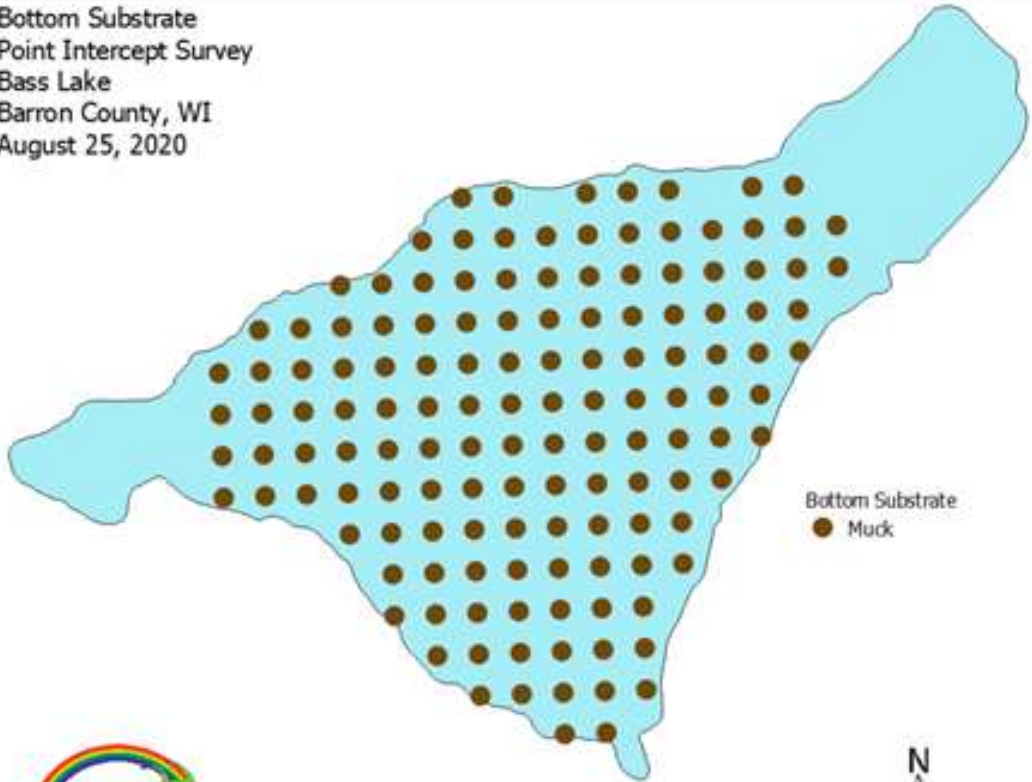 Bottom Substrate
Point Intercept Survey
Bass Lake
Barron County, WI
August 25, 2020
Bottom Substrate
Muck
N